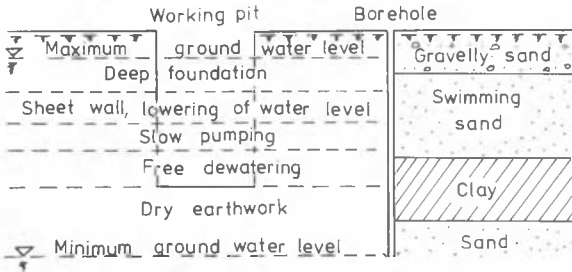 Working pit
Borehole
Maximum ground water level
Gravelly sand
Deep foundation
Sheet wall, lowering of water level
Swimming
sand
Slow pumping
Free dewatering
Clay
Dry earthwork
Minimum ground water level
Sand